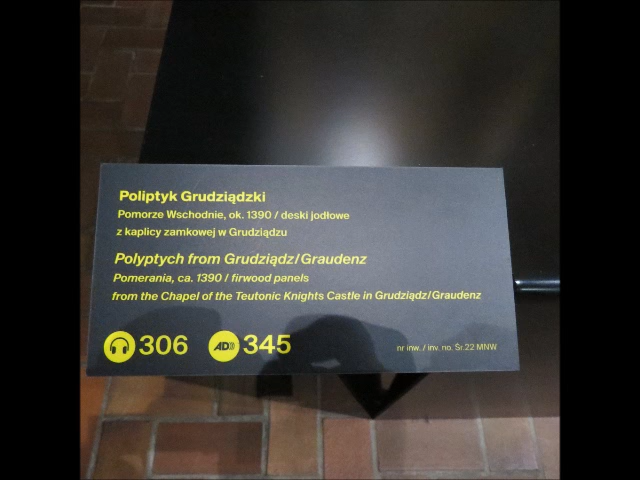 Poliptyk Grudziądzki
Pomorze Wschodnie, ok. 1390 / deski jodłowe
z kaplicy zamkowej w Grudziądzu
Polyptych from Grudziądz/Graudenz
Pomerania, ca. 1390 / firwood panels
from the Chapel of the Teutonic Knights Castle in Grudziądz/Graudenz
306 AD 345
nr inw. / inv. no. Śr.22 MNW